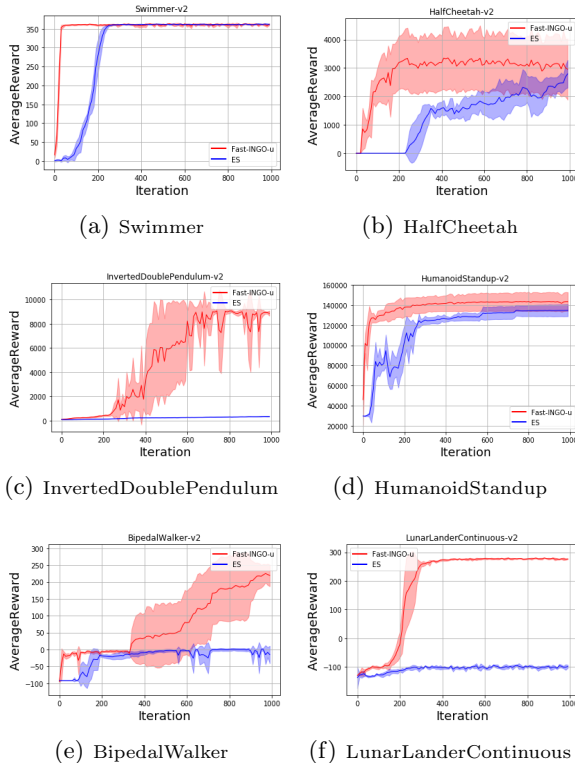 Swimmer-v2
AverageReward
350
300
250
200
150
100
50
0
Fast-INGO-u
ES
0 200 400 600 800 1000
Iteration
(a) Swimmer
HalfCheetah-v2
AverageReward
4000
3000
2000
1000
0
Fast-INGO-u
ES
0 200 400 600 800 1000
Iteration
(b) HalfCheetah
InvertedDoublePendulum-v2
AverageReward
10000
8000
6000
4000
2000
0
Fast-INGO-u
ES
0 200 400 600 800 1000
Iteration
(c) InvertedDoublePendulum
HumanoidStandup-v2
AverageReward
160000
140000
120000
100000
80000
60000
40000
20000
Fast-INGO-u
ES
0 200 400 600 800 1000
Iteration
(d) HumanoidStandup
BipedalWalker-v2
AverageReward
300
250
200
150
100
50
0
−50
−100
Fast-INGO-u
ES
0 200 400 600 800 1000
Iteration
(e) BipedalWalker
LunarLanderContinuous-v2
AverageReward
300
200
100
0
−100
Fast-INGO-u
ES
0 200 400 600 800 1000
Iteration
(f) LunarLanderContinuous